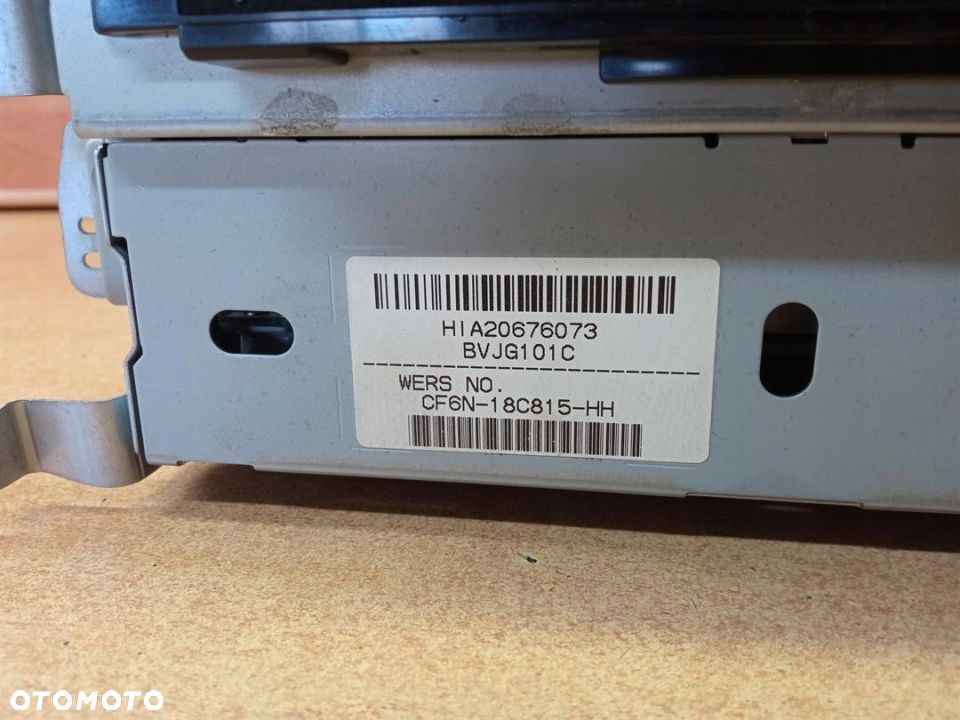 HIA20676073
BVJG101C
WERS NO.
CF6N-18C815-HH
OTOMOTO